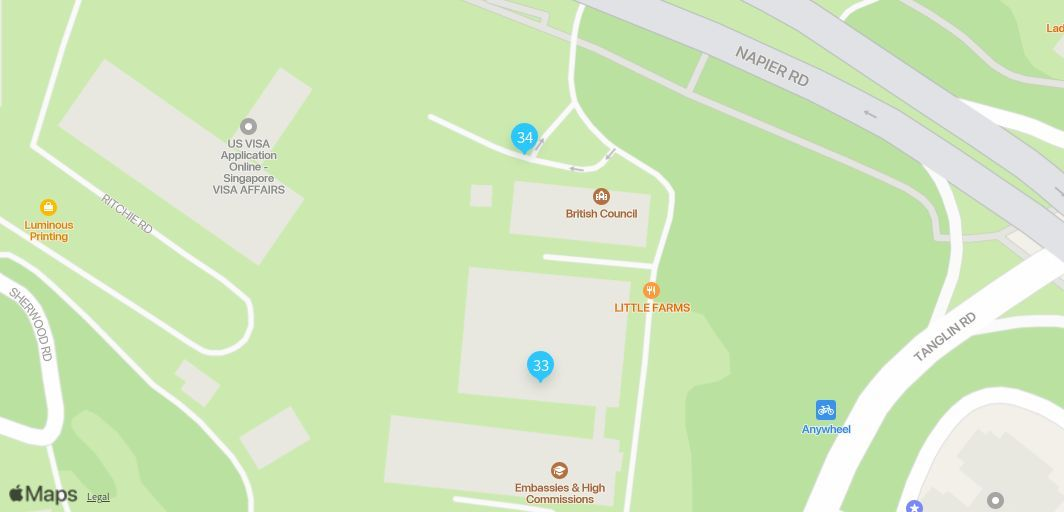 Lad
NAPIER RD
34
US VISA
Application
Online -
Singapore
VISA AFFAIRS
RITCHIE RD
British Council
Luminous
Printing
SHERWOOD RD
LITTLE FARMS
TANGLIN RD
33
Anywheel
Embassies & High
Commissions
Maps
Legal